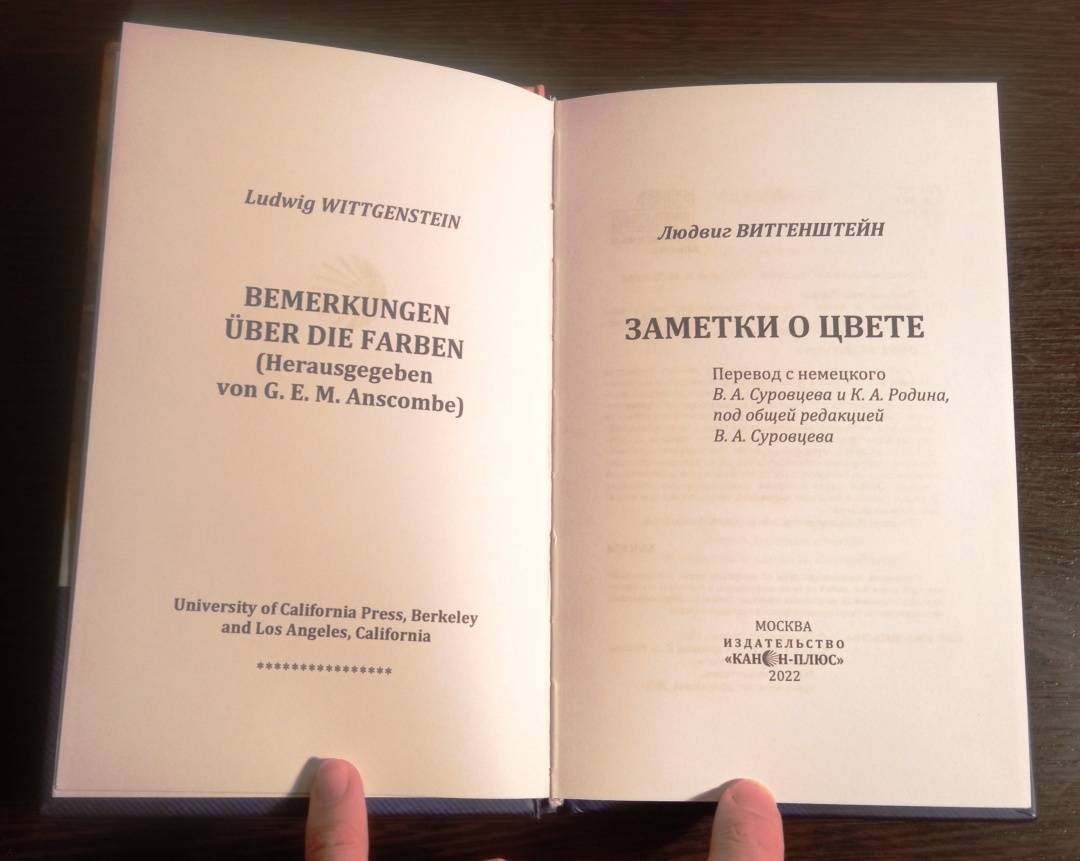 Ludwig WITTGENSTEIN
BEMERKUNGEN
ÜBER DIE FARBEN
(Herausgegeben
von G. E. M. Anscombe)
University of California Press, Berkeley
and Los Angeles, California
****************
Людвиг ВИТГЕНШТЕЙН
ЗАМЕТКИ О ЦВЕТЕ
Перевод с немецкого
В. А. Суровцева и К. А. Родина,
под общей редакцией
В. А. Суровцева
МОСКВА
ИЗДАТЕЛЬСТВО
«КАНОН-ПЛЮС»
2022